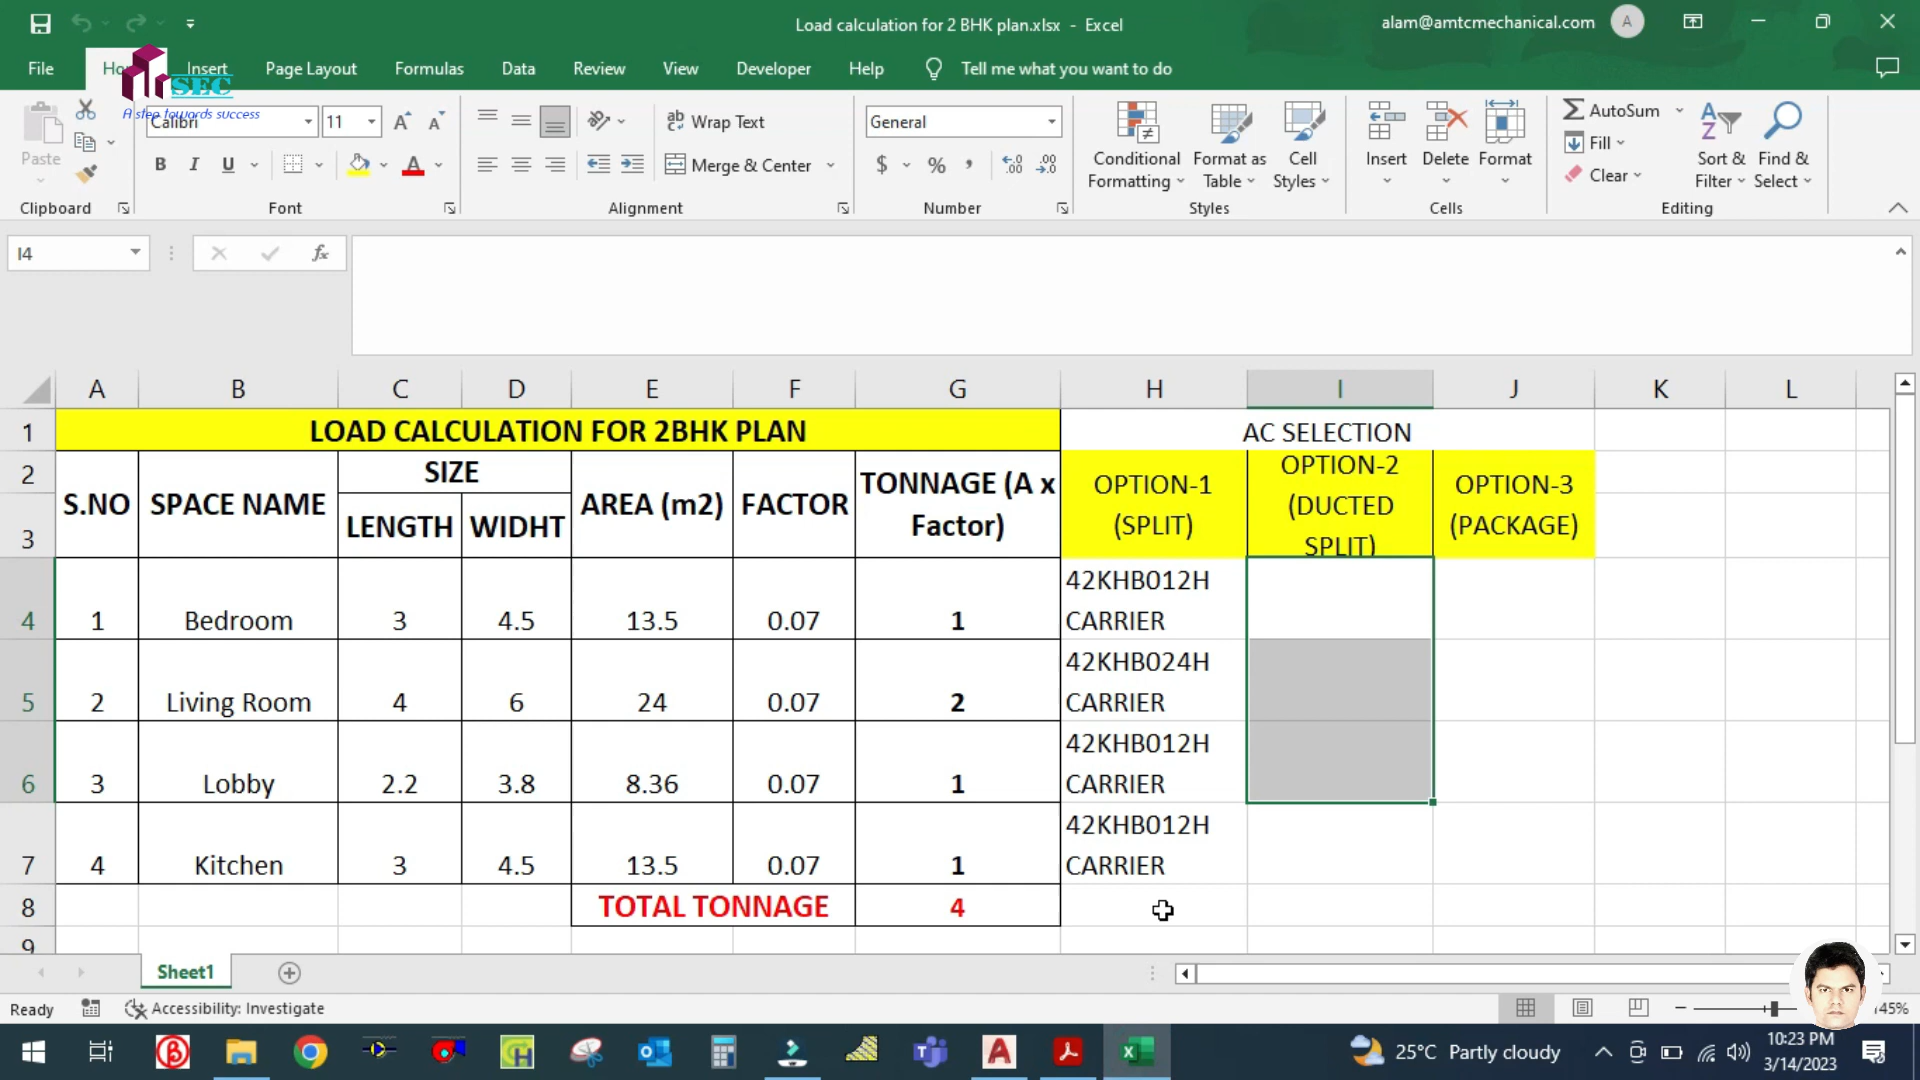 Load calculation for 2 BHK plan.xlsx - Excel
alam@amtcmechanical.com
A
File
Insert
Page Layout
Formulas
Data
Review
View
Developer
Help
Tell me what you want to do
SEC
A step towards success
Paste
Calibri
11
B I U
Wrap Text
Merge & Center
General
$ % ,
Conditional
Formatting
Format as
Table
Cell
Styles
Insert
Delete
Format
AutoSum
Fill
Clear
Sort &
Filter
Find &
Select
Clipboard
Font
Alignment
Number
Styles
Cells
Editing
I4
fx
A B C D E F G H I J K L
1
LOAD CALCULATION FOR 2BHK PLAN
AC SELECTION
2
3
S.NO
SPACE NAME
SIZE
LENGTH
WIDHT
AREA (m2)
FACTOR
TONNAGE (A x
Factor)
OPTION-1
(SPLIT)
OPTION-2
(DUCTED
SPLIT)
OPTION-3
(PACKAGE)
4
1 Bedroom 3 4.5 13.5 0.07 1
42KHB012H
CARRIER
5
2 Living Room 4 6 24 0.07 2
42KHB024H
CARRIER
6
3 Lobby 2.2 3.8 8.36 0.07 1
42KHB012H
CARRIER
7
4 Kitchen 3 4.5 13.5 0.07 1
42KHB012H
CARRIER
8
TOTAL TONNAGE 4
9
Sheet1
Ready
Accessibility: Investigate
45%
25°C Partly cloudy
10:23 PM
3/14/2023